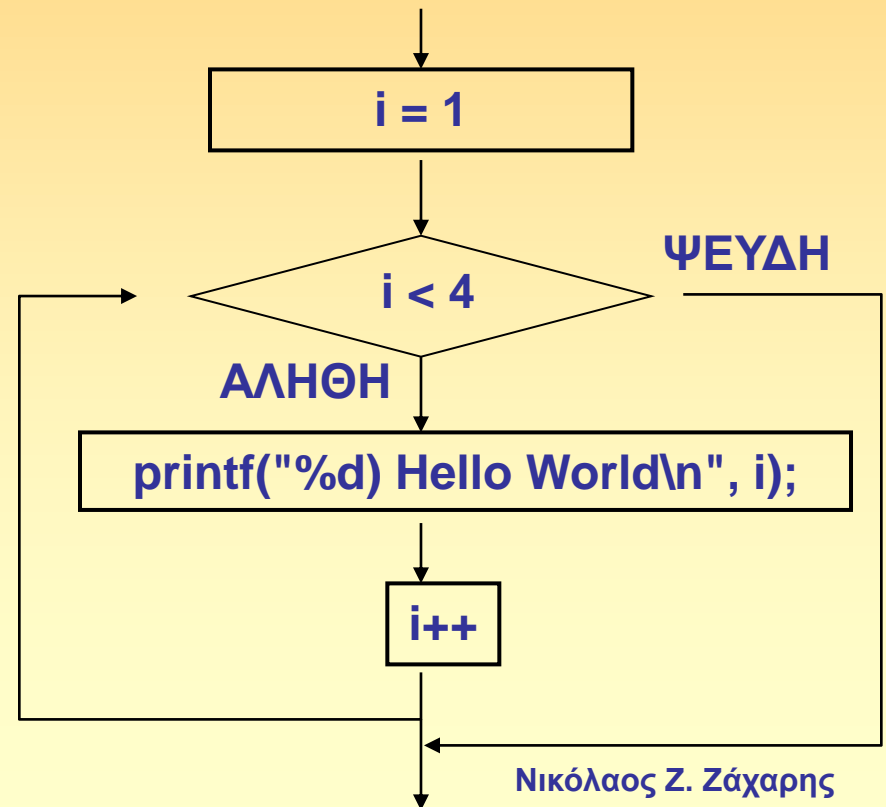 i = 1
i < 4
ΨΕΥΔΗ
ΑΛΗΘΗ
printf("%d) Hello World\n", i);
i++
Νικόλαος Ζ. Ζάχαρης